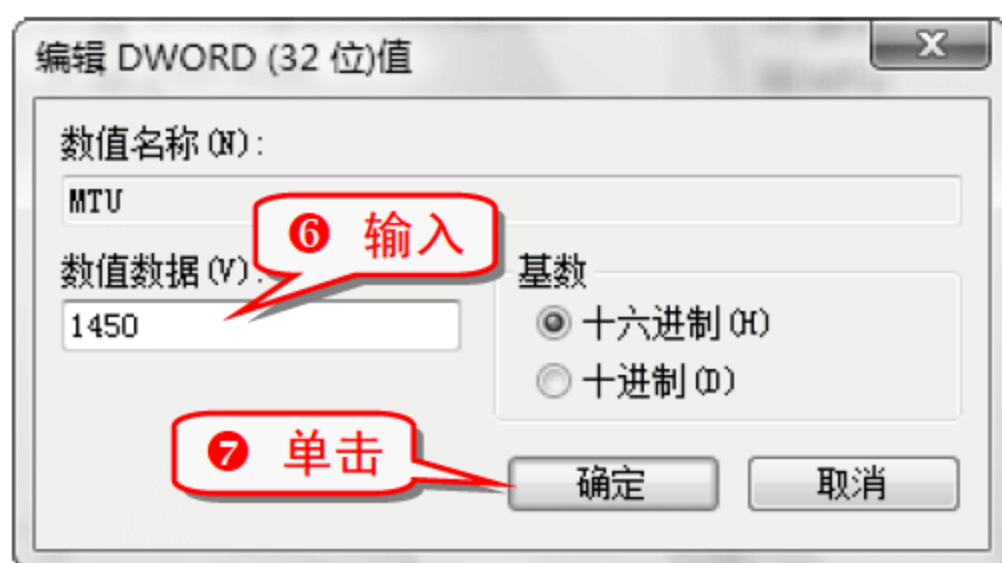 编辑 DWORD (32 位)值
数值名称(N):
MTU
❻ 输入
数值数据(V):
基数
1450
十六进制(H)
十进制(D)
❼ 单击
确定
取消